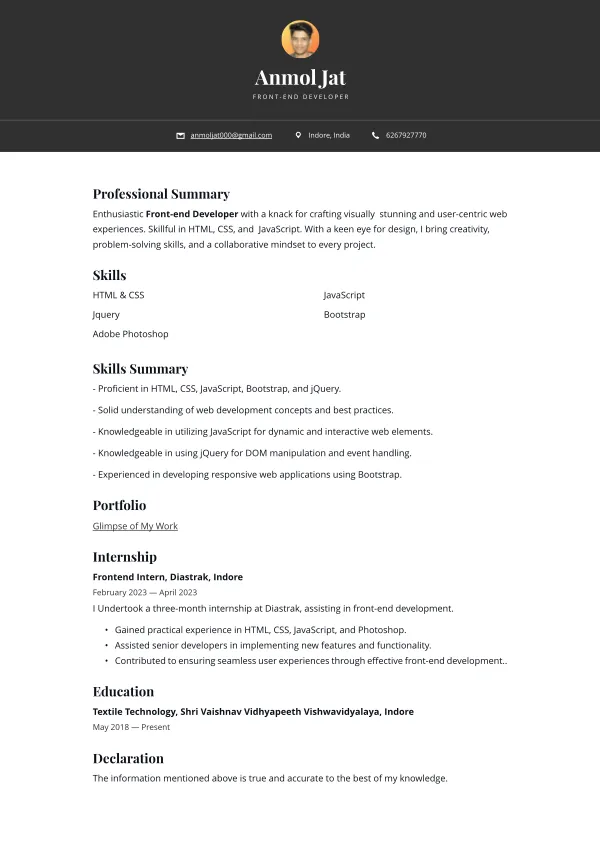 Anmol Jat
FRONT-END DEVELOPER
anmoljat000@gmail.com Indore, India 6267927770
Professional Summary
Enthusiastic Front-end Developer with a knack for crafting visually stunning and user-centric web
experiences. Skillful in HTML, CSS, and JavaScript. With a keen eye for design, I bring creativity,
problem-solving skills, and a collaborative mindset to every project.
Skills
HTML & CSS JavaScript
Jquery Bootstrap
Adobe Photoshop
Skills Summary
- Proficient in HTML, CSS, JavaScript, Bootstrap, and jQuery.
- Solid understanding of web development concepts and best practices.
- Knowledgeable in utilizing JavaScript for dynamic and interactive web elements.
- Knowledgeable in using jQuery for DOM manipulation and event handling.
- Experienced in developing responsive web applications using Bootstrap.
Portfolio
Glimpse of My Work
Internship
Frontend Intern, Diastrak, Indore
February 2023 — April 2023
I Undertook a three-month internship at Diastrak, assisting in front-end development.
• Gained practical experience in HTML, CSS, JavaScript, and Photoshop.
• Assisted senior developers in implementing new features and functionality.
• Contributed to ensuring seamless user experiences through effective front-end development..
Education
Textile Technology, Shri Vaishnav Vidhyapeeth Vishwavidyalaya, Indore
May 2018 — Present
Declaration
The information mentioned above is true and accurate to the best of my knowledge.